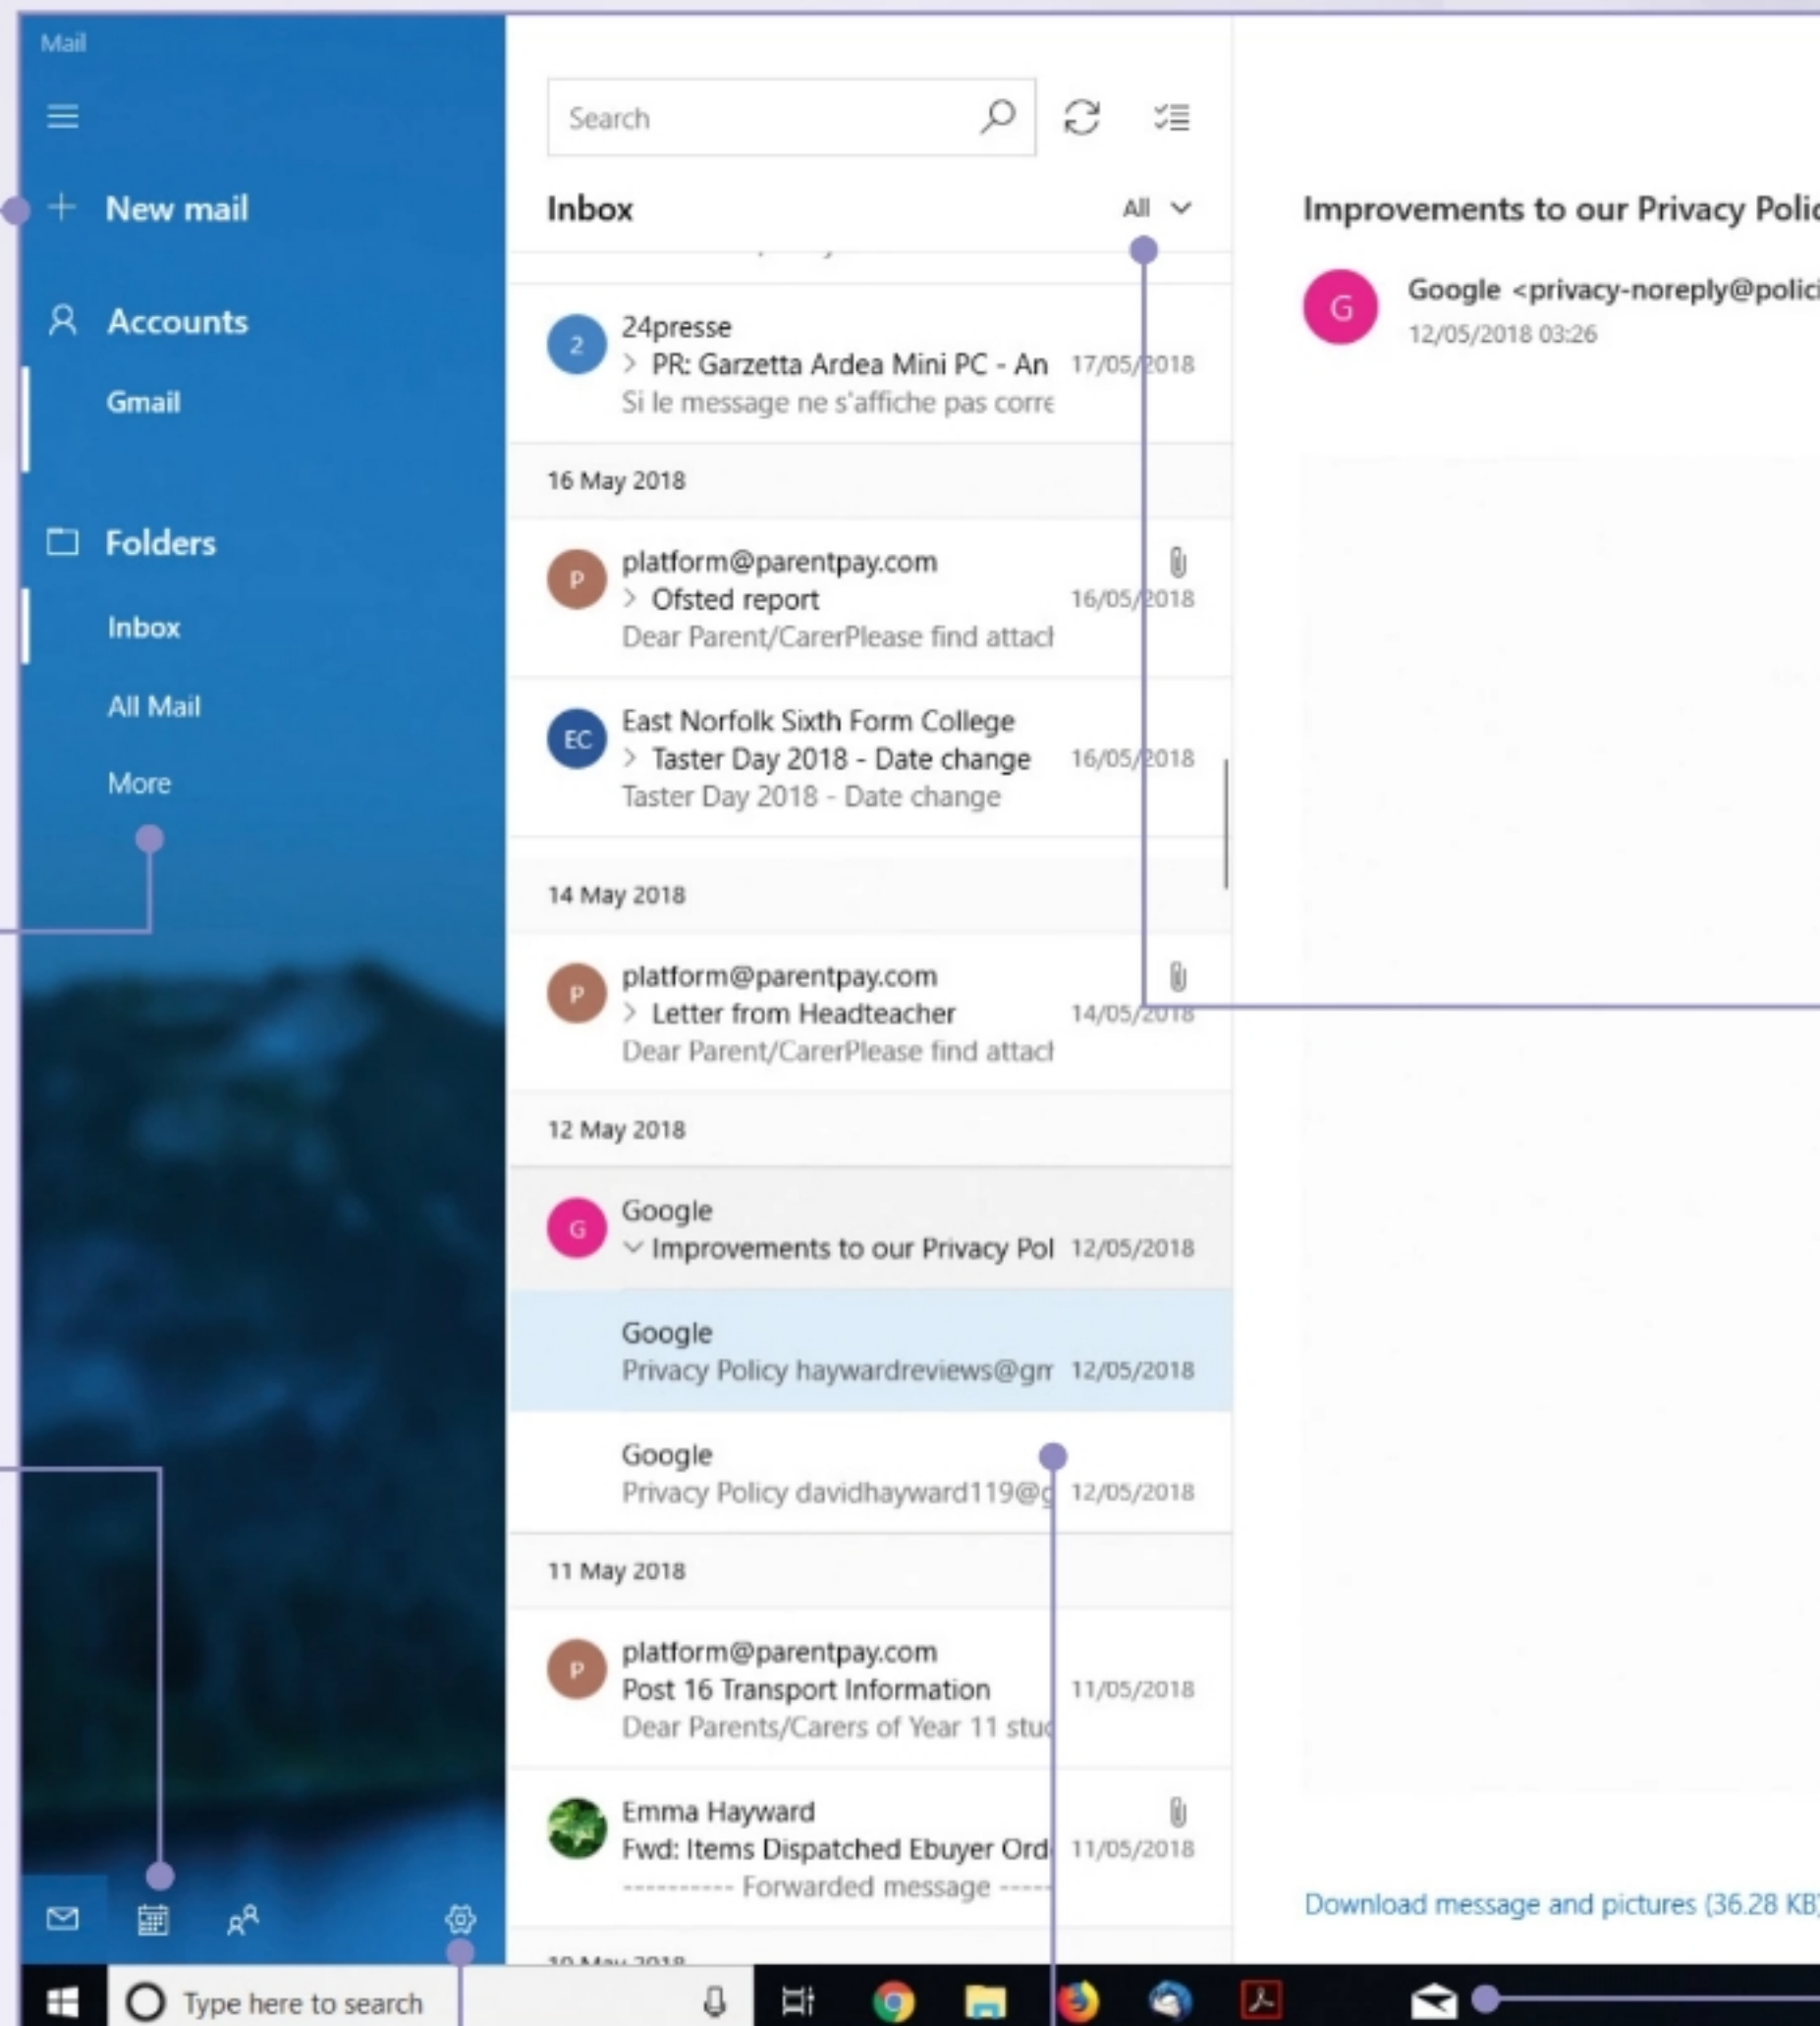 Mail
New mail
Accounts
Gmail
Folders
Inbox
All Mail
More
Search
Inbox
All
24presse
PR: Garzetta Ardea Mini PC - An 17/05/2018
Si le message ne s'affiche pas corre
16 May 2018
P
platform@parentpay.com
Ofsted report 16/05/2018
Dear Parent/CarerPlease find attach
EC
East Norfolk Sixth Form College
Taster Day 2018 - Date change 16/05/2018
Taster Day 2018 - Date change
14 May 2018
P
platform@parentpay.com
Letter from Headteacher 14/05/2018
Dear Parent/CarerPlease find attach
12 May 2018
G
Google
Improvements to our Privacy Pol 12/05/2018
Google
Privacy Policy haywardreviews@gm 12/05/2018
Google
Privacy Policy davidhayward119@g 12/05/2018
11 May 2018
P
platform@parentpay.com
Post 16 Transport Information 11/05/2018
Dear Parents/Carers of Year 11 stud
Emma Hayward
Fwd: Items Dispatched Ebuyer Ord 11/05/2018
---------- Forwarded message -----
10 May 2018
Improvements to our Privacy Polic
G
Google <privacy-noreply@polici
12/05/2018 03:26
Download message and pictures (36.28 KB)
Type here to search